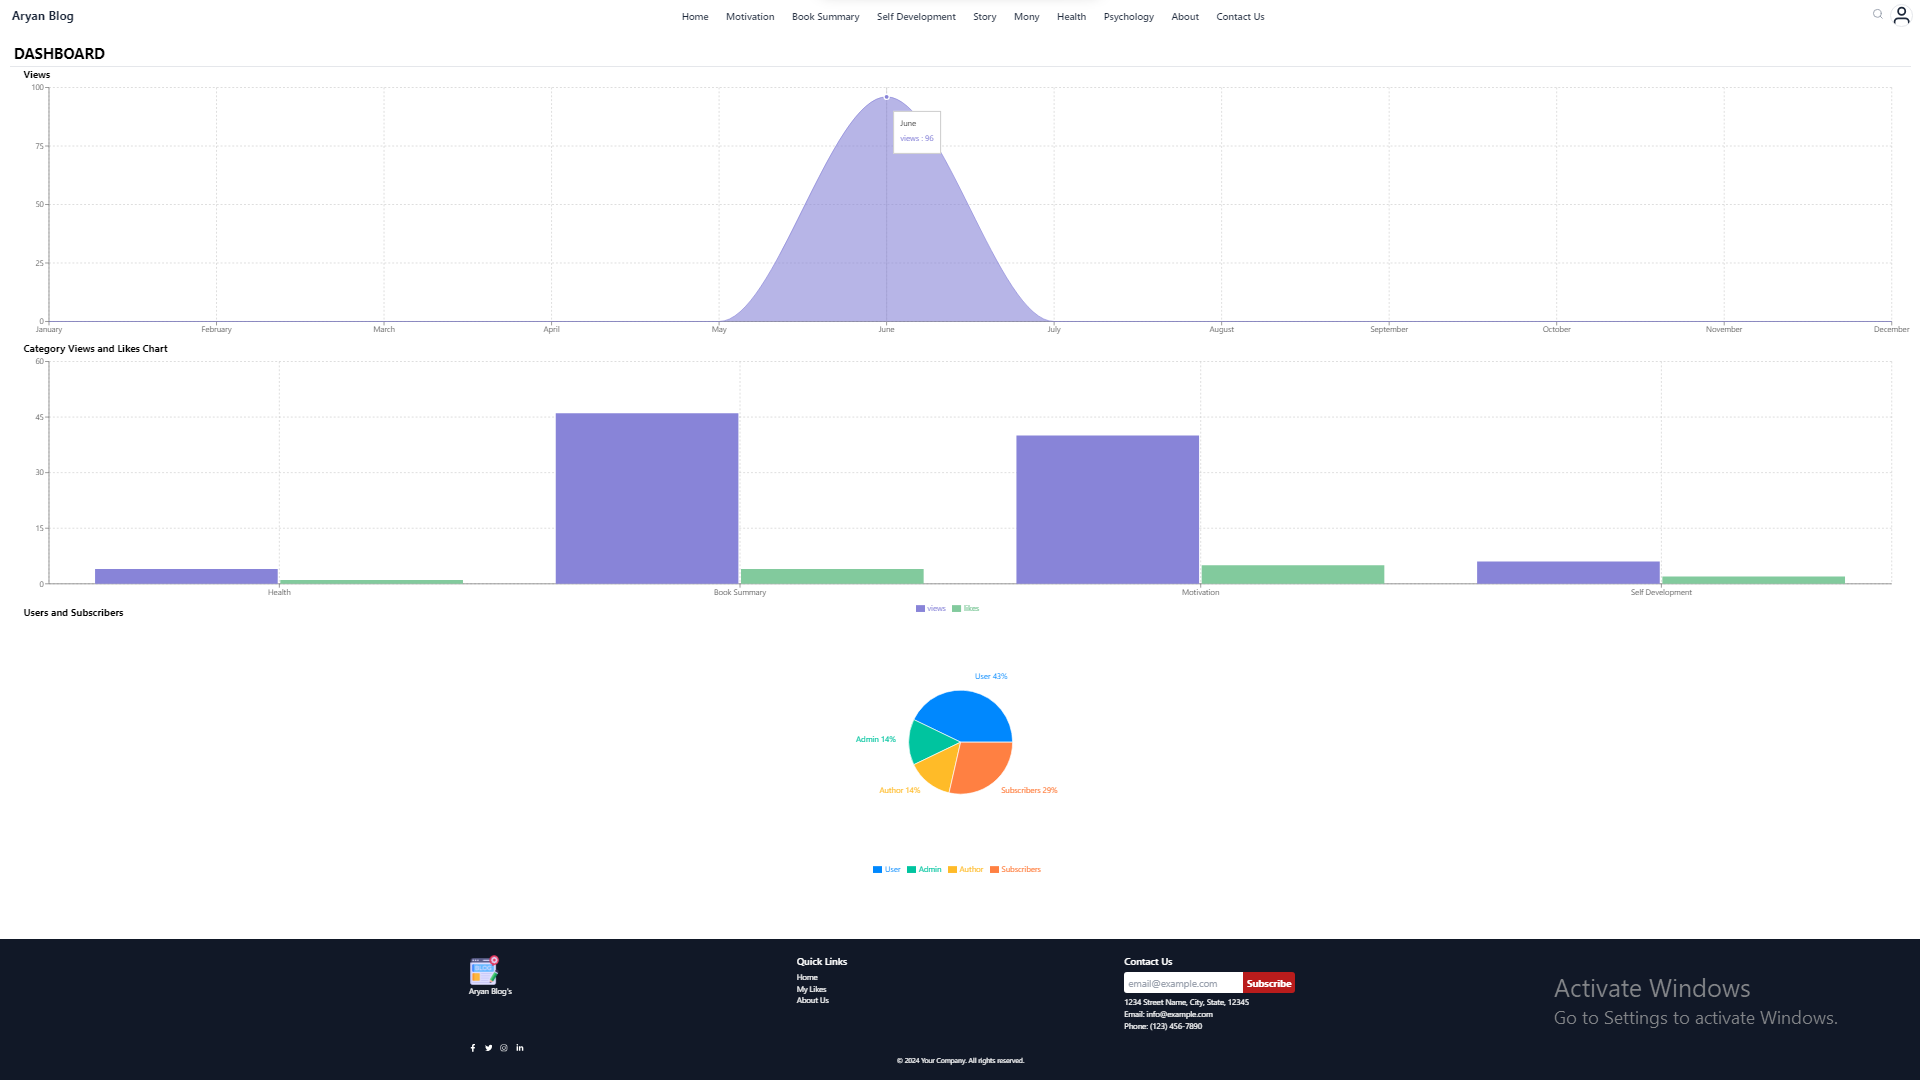 Aryan Blog
Home Motivation Book Summary Self Development Story Mony Health Psychology About Contact Us
DASHBOARD
Views
100
75
50
25
0
June
views : 96
January February March April May June July August September October November December
Category Views and Likes Chart
60
45
30
15
0
Health Book Summary Motivation Self Development
views likes
Users and Subscribers
User 43%
Admin 14%
Author 14%
Subscribers 29%
User Admin Author Subscribers
Aryan Blog's
Quick Links
Home
My Likes
About Us
Contact Us
email@example.com Subscribe
1234 Street Name, City, State, 12345
Email: info@example.com
Phone: (123) 456-7890
© 2024 Your Company. All rights reserved.
Activate Windows
Go to Settings to activate Windows.